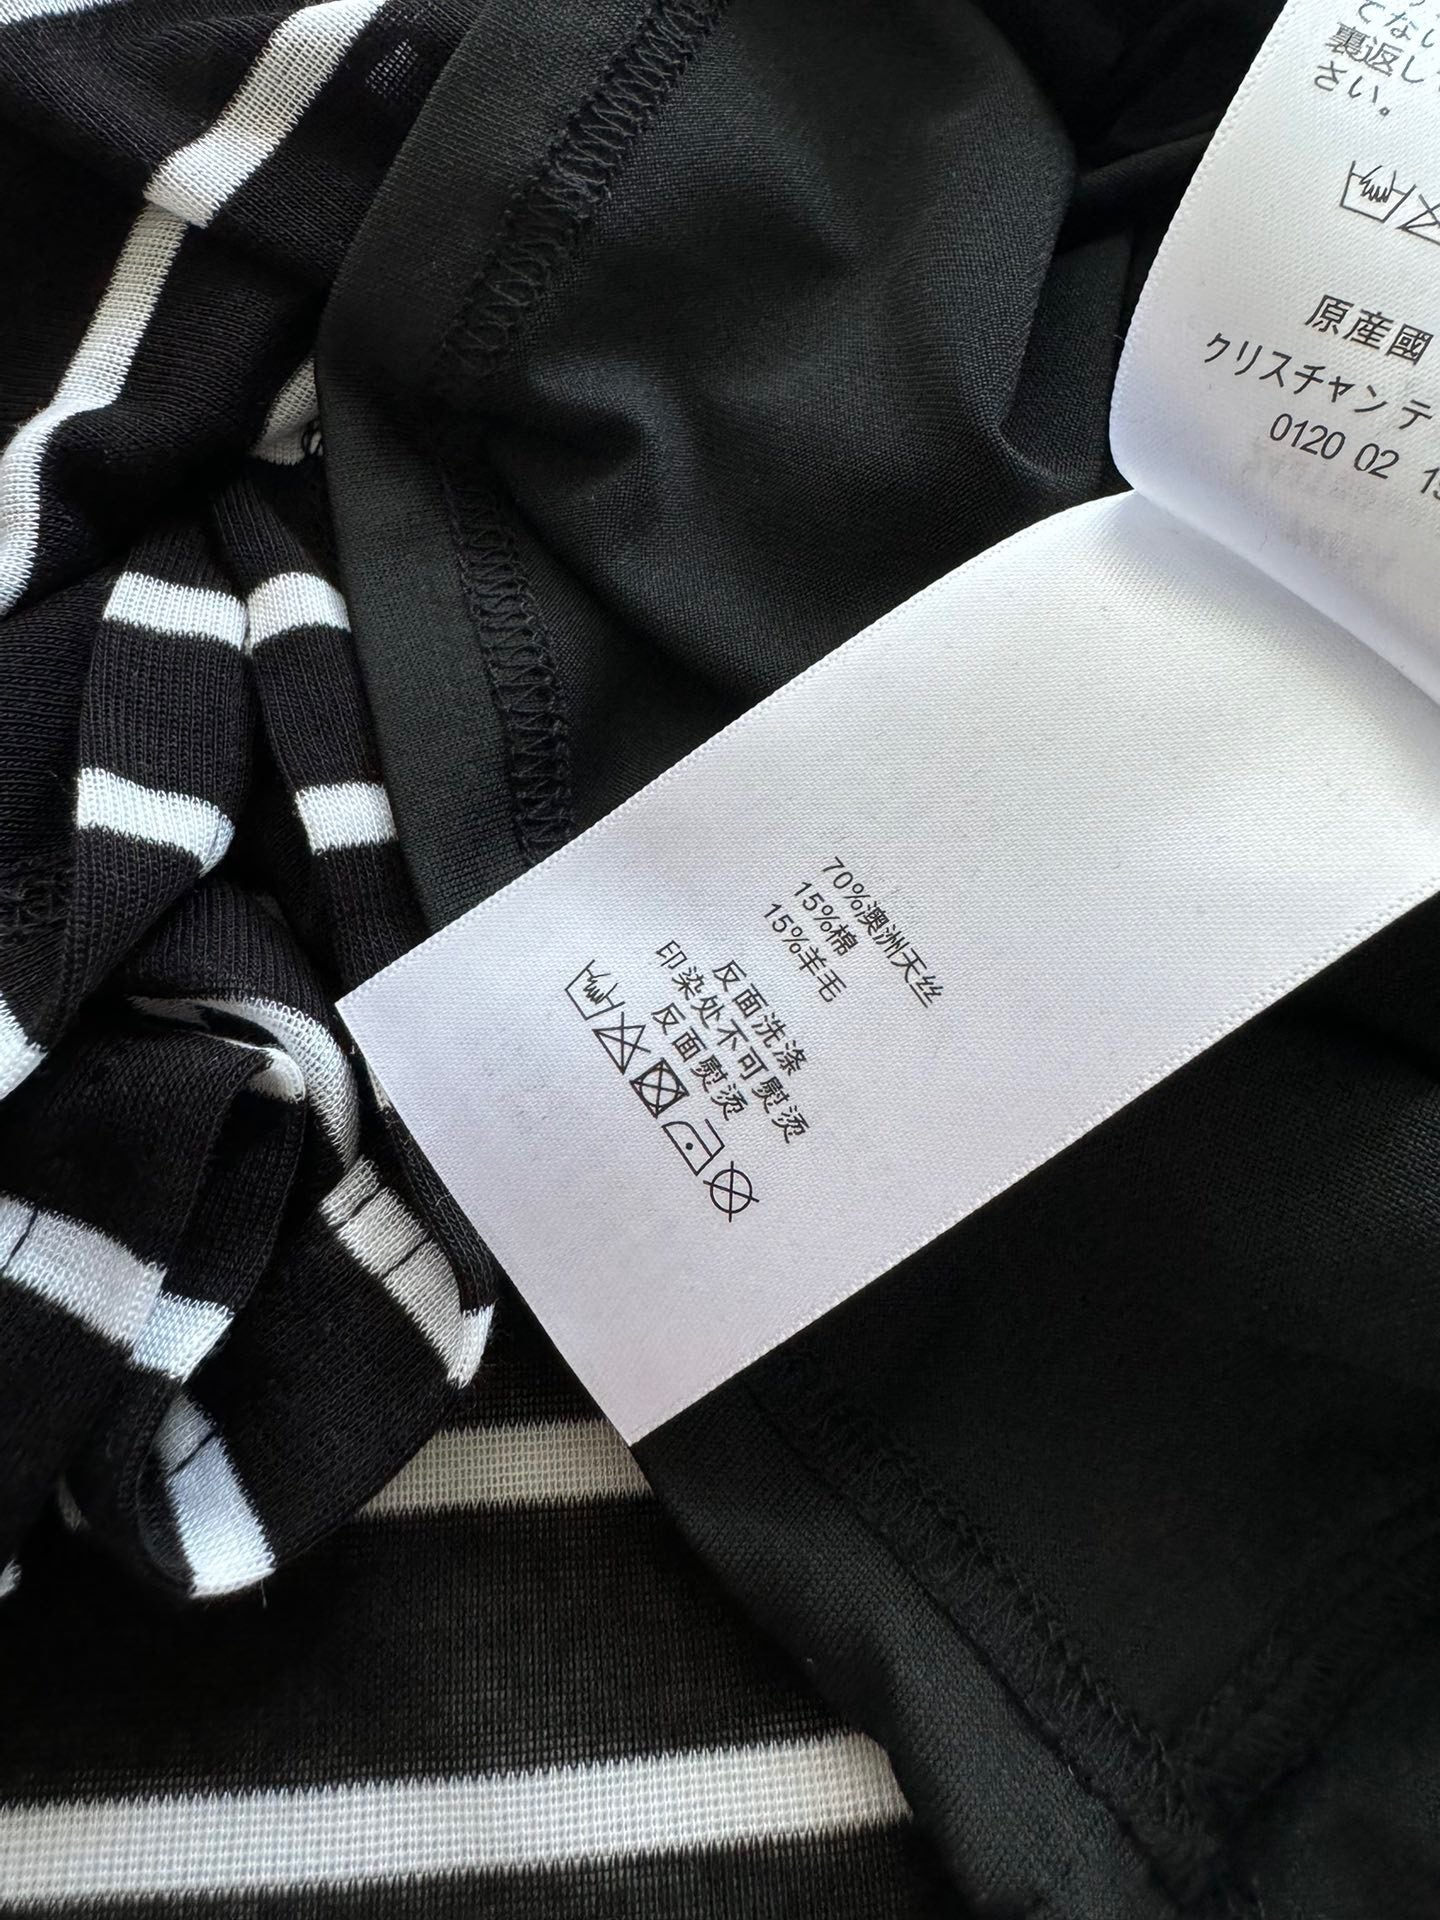 てない
裏返し
さい。
原産國
クリスチャンテ
0120 02
70%澳洲天丝
15%棉
15%羊毛
反面洗涤
印染处不可熨烫
反面熨烫